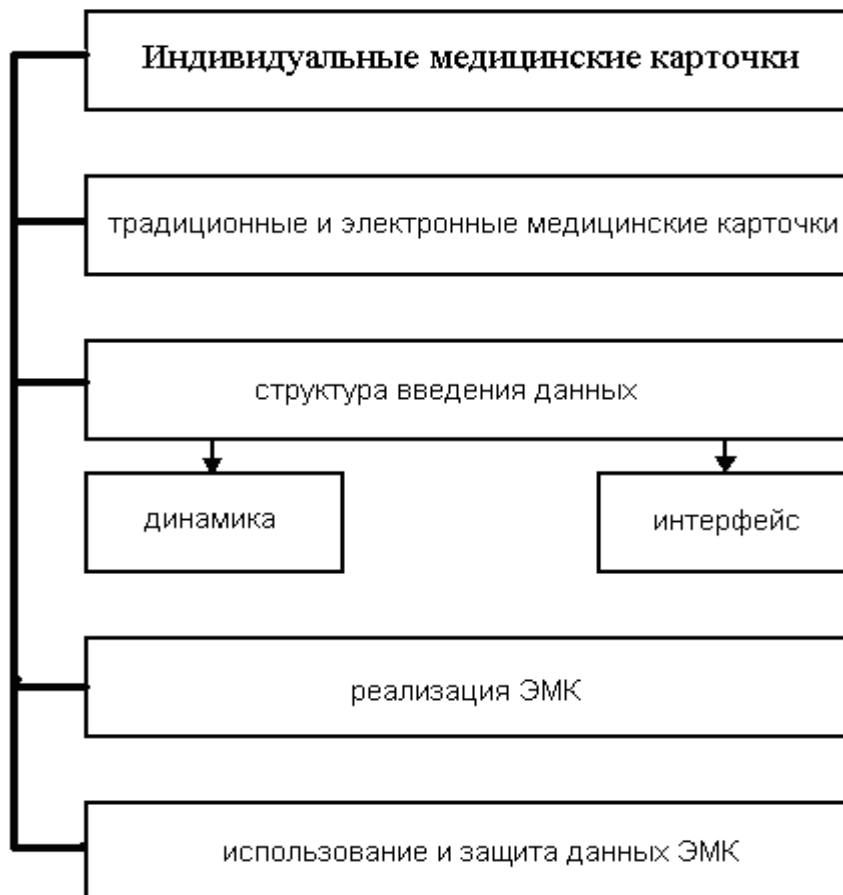 Индивидуальные медицинские карточки
традиционные и электронные медицинские карточки
структура введения данных
динамика
интерфейс
реализация ЭМК
использование и защита данных ЭМК